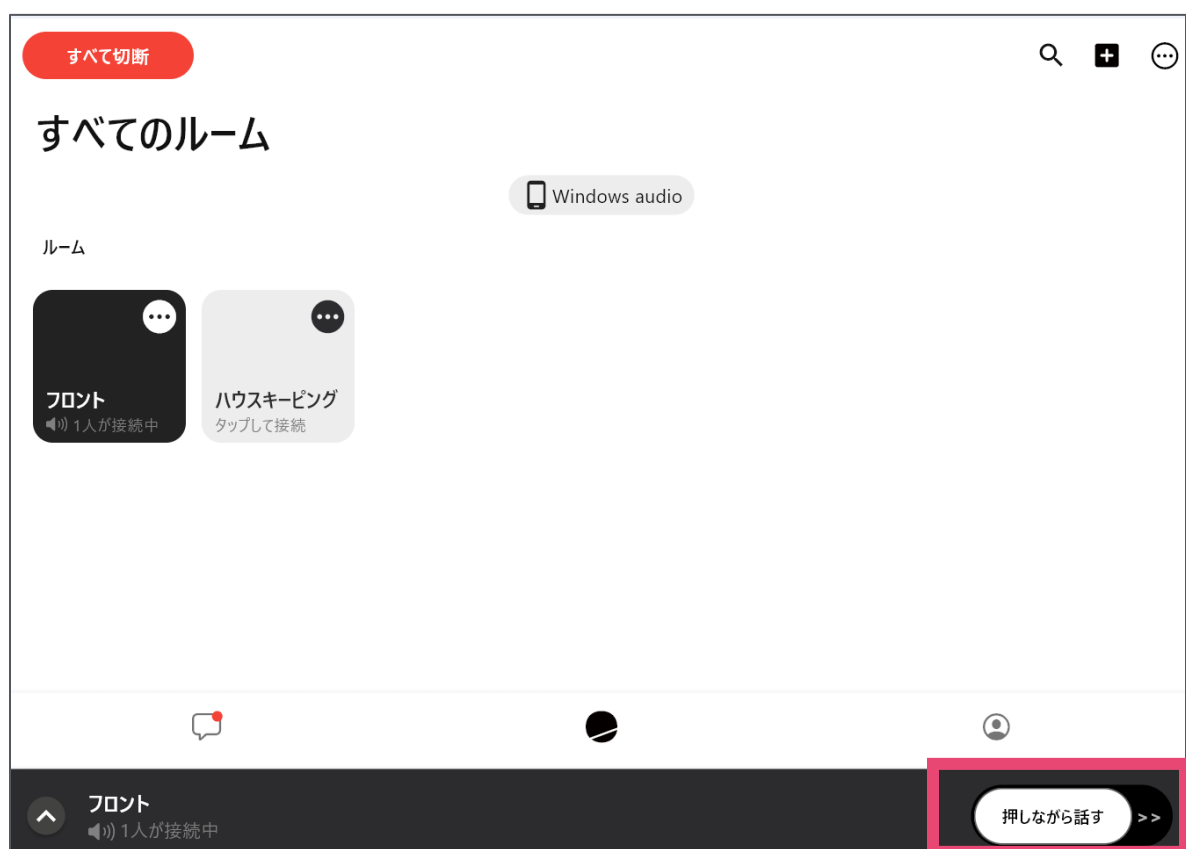 すべて切断
すべてのルーム
Windows audio
ルーム
フロント
1人が接続中
ハウスキーピング
タップして接続
フロント
1人が接続中
押しながら話す >>